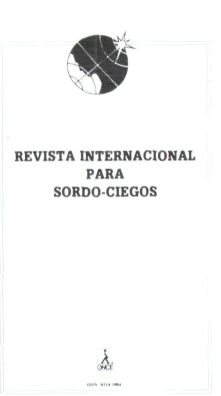 REVISTA INTERNACIONAL
PARA
SORDO-CIEGOS
ONCE